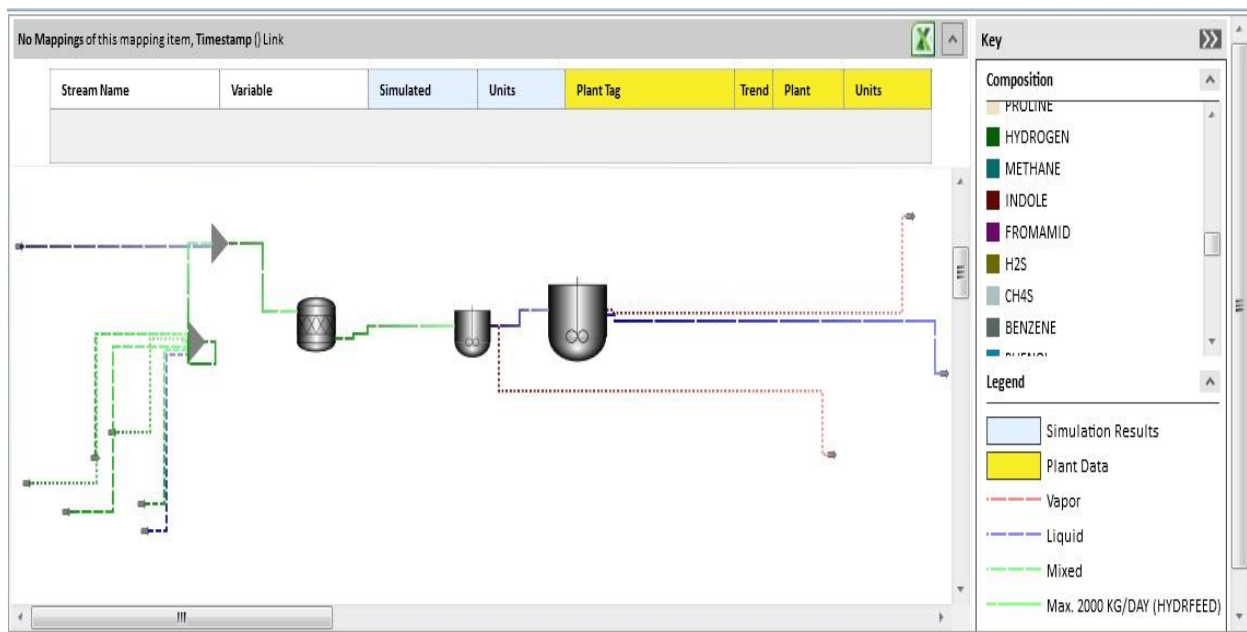 No Mappings of this mapping item, Timestamp () Link
Stream Name Variable Simulated Units Plant Tag Trend Plant Units
Key
Composition
PROLINE
HYDROGEN
METHANE
INDOLE
FROMAMID
H2S
CH4S
BENZENE
PHENOL
Legend
Simulation Results
Plant Data
Vapor
Liquid
Mixed
Max. 2000 KG/DAY (HYDRFEED)